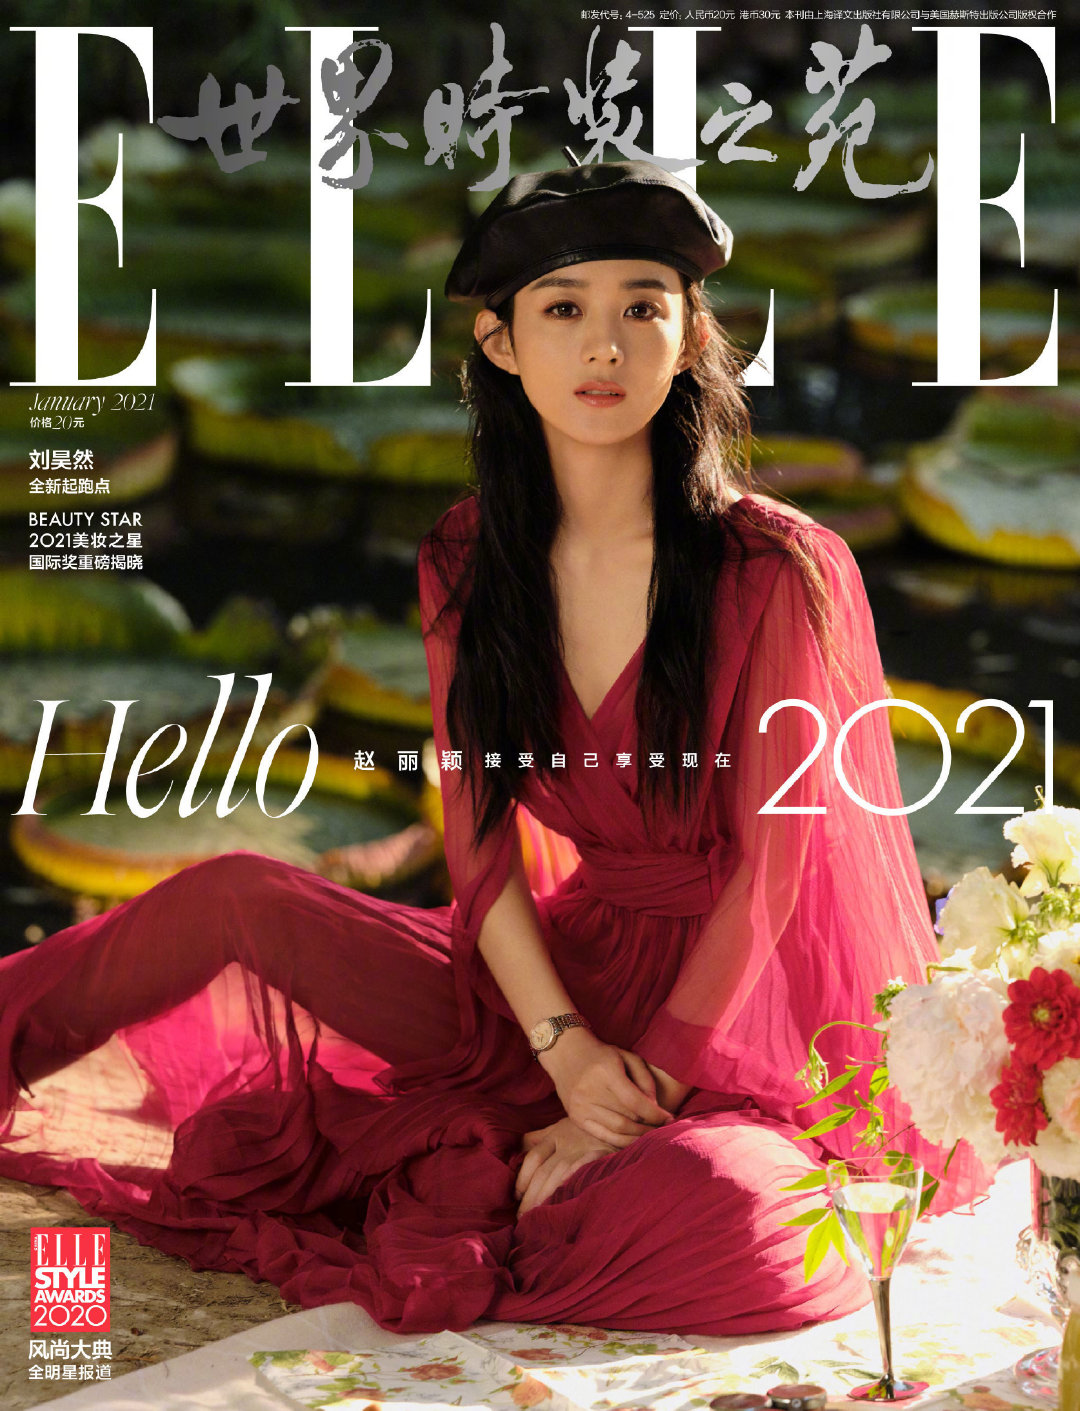 邮发代号：4-525 定价：人民币20元 港币30元 本刊由上海译文出版社有限公司与美国赫斯特出版公司版权合作
ELLE
世界時裝之苑
January 2021
价格20元
刘昊然
全新起跑点
BEAUTY STAR
2021美妆之星
国际奖重磅揭晓
Hello 赵丽颖 接受自己享受现在 2021
ELLE
STYLE
AWARDS
2020
风尚大典
全明星报道